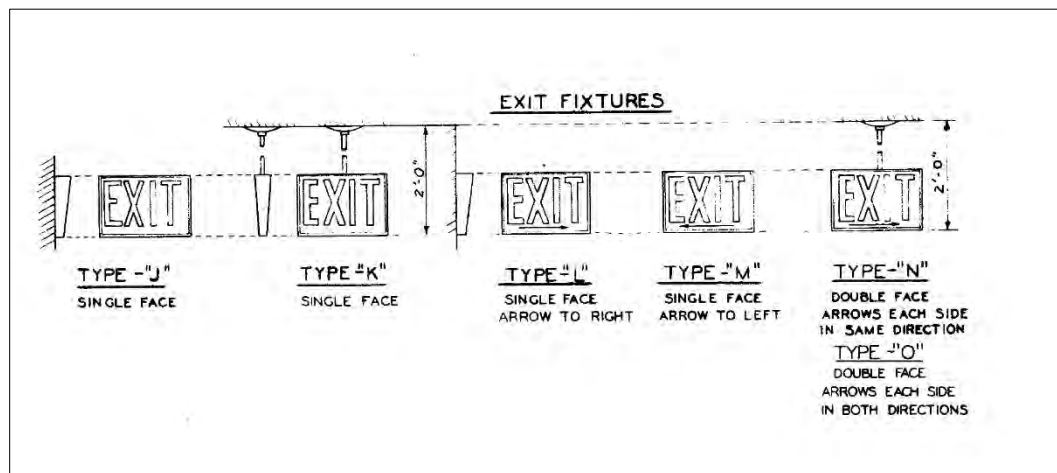 EXIT FIXTURES
2'-0"
2'-0"
EXIT
EXIT
EXIT
EXIT
EXIT
TYPE-"J"
SINGLE FACE
TYPE-"K"
SINGLE FACE
TYPE-"L"
SINGLE FACE
ARROW TO RIGHT
TYPE-"M"
SINGLE FACE
ARROW TO LEFT
TYPE-"N"
DOUBLE FACE
ARROWS EACH SIDE
IN SAME DIRECTION
TYPE-"O"
DOUBLE FACE
ARROWS EACH SIDE
IN BOTH DIRECTIONS